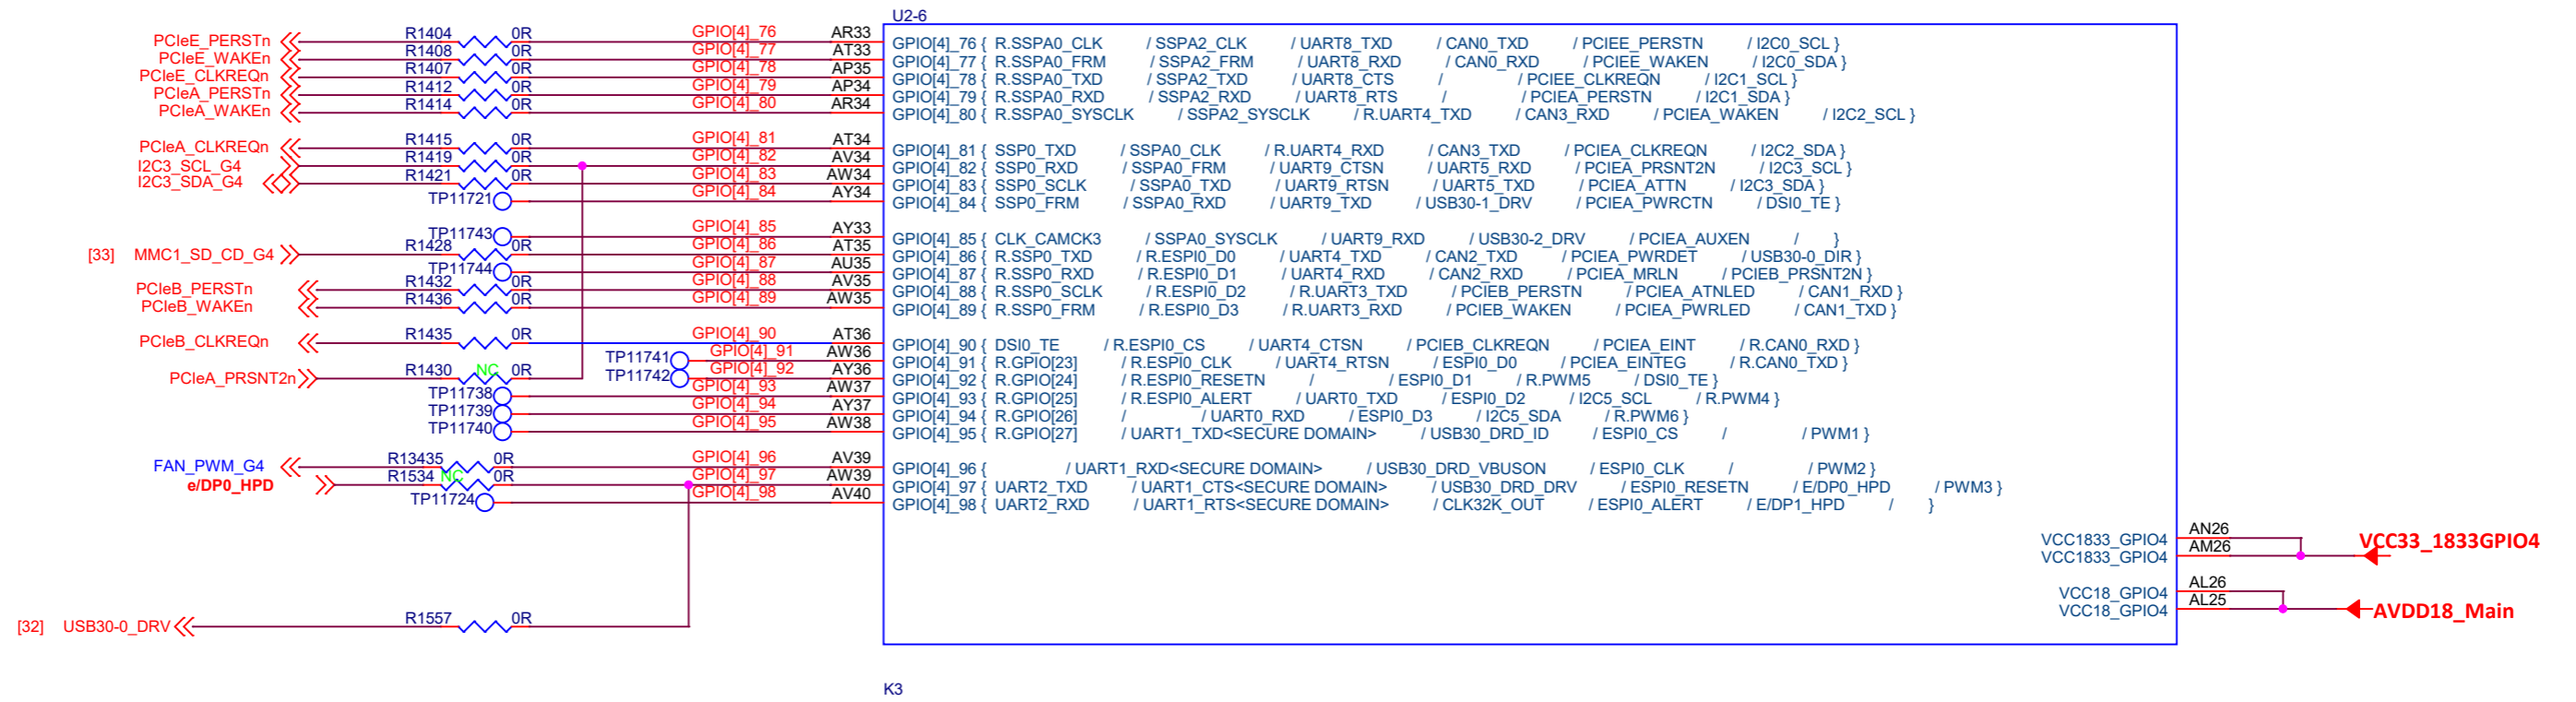 U2-6
PCIeE_PERSTn R1404 0R GPIO[4]_76 AR33 GPIO[4]_76 { R.SSPA0_CLK / SSPA2_CLK / UART8_TXD / CAN0_TXD / PCIEE_PERSTN / I2C0_SCL }
PCIeE_WAKEn R1408 0R GPIO[4]_77 AT33 GPIO[4]_77 { R.SSPA0_FRM / SSPA2_FRM / UART8_RXD / CAN0_RXD / PCIEE_WAKEN / I2C0_SDA }
PCIeE_CLKREQn R1407 0R GPIO[4]_78 AP35 GPIO[4]_78 { R.SSPA0_TXD / SSPA2_TXD / UART8_CTS / / PCIEE_CLKREQN / I2C1_SCL }
PCIeA_PERSTn R1412 0R GPIO[4]_79 AP34 GPIO[4]_79 { R.SSPA0_RXD / SSPA2_RXD / UART8_RTS / / PCIEA_PERSTN / I2C1_SDA }
PCIeA_WAKEn R1414 0R GPIO[4]_80 AR34 GPIO[4]_80 { R.SSPA0_SYSCLK / SSPA2_SYSCLK / R.UART4_TXD / CAN3_RXD / PCIEA_WAKEN / I2C2_SCL }
PCIeA_CLKREQn R1415 0R GPIO[4]_81 AT34 GPIO[4]_81 { SSP0_TXD / SSPA0_CLK / R.UART4_RXD / CAN3_TXD / PCIEA_CLKREQN / I2C2_SDA }
I2C3_SCL_G4 R1419 0R GPIO[4]_82 AV34 GPIO[4]_82 { SSP0_RXD / SSPA0_FRM / UART9_CTSN / UART5_RXD / PCIEA_PRSNT2N / I2C3_SCL }
I2C3_SDA_G4 R1421 0R GPIO[4]_83 AW34 GPIO[4]_83 { SSP0_SCLK / SSPA0_TXD / UART9_RTSN / UART5_TXD / PCIEA_ATTN / I2C3_SDA }
TP11721 GPIO[4]_84 AY34 GPIO[4]_84 { SSP0_FRM / SSPA0_RXD / UART9_TXD / USB30-1_DRV / PCIEA_PWRCTN / DSI0_TE }
TP11743 GPIO[4]_85 AY33 GPIO[4]_85 { CLK_CAMCK3 / SSPA0_SYSCLK / UART9_RXD / USB30-2_DRV / PCIEA_AUXEN / }
[33] MMC1_SD_CD_G4 R1428 0R GPIO[4]_86 AT35 GPIO[4]_86 { R.SSP0_TXD / R.ESPI0_D0 / UART4_TXD / CAN2_TXD / PCIEA_PWRDET / USB30-0_DIR }
TP11744 GPIO[4]_87 AU35 GPIO[4]_87 { R.SSP0_RXD / R.ESPI0_D1 / UART4_RXD / CAN2_RXD / PCIEA_MRLN / PCIEB_PRSNT2N }
PCIeB_PERSTn R1432 0R GPIO[4]_88 AV35 GPIO[4]_88 { R.SSP0_SCLK / R.ESPI0_D2 / R.UART3_TXD / PCIEB_PERSTN / PCIEA_ATNLED / CAN1_RXD }
PCIeB_WAKEn R1436 0R GPIO[4]_89 AW35 GPIO[4]_89 { R.SSP0_FRM / R.ESPI0_D3 / R.UART3_RXD / PCIEB_WAKEN / PCIEA_PWRLED / CAN1_TXD }
PCIeB_CLKREQn R1435 0R GPIO[4]_90 AT36 GPIO[4]_90 { DSI0_TE / R.ESPI0_CS / UART4_CTSN / PCIEB_CLKREQN / PCIEA_EINT / R.CAN0_RXD }
TP11741 GPIO[4]_91 AW36 GPIO[4]_91 { R.GPIO[23] / R.ESPI0_CLK / UART4_RTSN / ESPI0_D0 / PCIEA_EINTEG / R.CAN0_TXD }
PCIeA_PRSNT2n R1430 NC 0R TP11742 GPIO[4]_92 AY36 GPIO[4]_92 { R.GPIO[24] / R.ESPI0_RESETN / / ESPI0_D1 / R.PWM5 / DSI0_TE }
TP11738 GPIO[4]_93 AW37 GPIO[4]_93 { R.GPIO[25] / R.ESPI0_ALERT / UART0_TXD / ESPI0_D2 / I2C5_SCL / R.PWM4 }
TP11739 GPIO[4]_94 AY37 GPIO[4]_94 { R.GPIO[26] / / UART0_RXD / ESPI0_D3 / I2C5_SDA / R.PWM6 }
TP11740 GPIO[4]_95 AW38 GPIO[4]_95 { R.GPIO[27] / UART1_TXD<SECURE DOMAIN> / USB30_DRD_ID / ESPI0_CS / / PWM1 }
FAN_PWM_G4 R13435 0R GPIO[4]_96 AV39 GPIO[4]_96 { / UART1_RXD<SECURE DOMAIN> / USB30_DRD_VBUSON / ESPI0_CLK / / PWM2 }
e/DP0_HPD R1534 NC 0R GPIO[4]_97 AW39 GPIO[4]_97 { UART2_TXD / UART1_CTS<SECURE DOMAIN> / USB30_DRD_DRV / ESPI0_RESETN / E/DP0_HPD / PWM3 }
TP11724 GPIO[4]_98 AV40 GPIO[4]_98 { UART2_RXD / UART1_RTS<SECURE DOMAIN> / CLK32K_OUT / ESPI0_ALERT / E/DP1_HPD / }
VCC1833_GPIO4 AN26
VCC1833_GPIO4 AM26 VCC33_1833GPIO4
VCC18_GPIO4 AL26
VCC18_GPIO4 AL25 AVDD18_Main
[32] USB30-0_DRV R1557 0R
K3